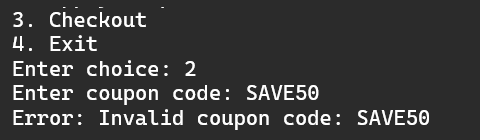 3. Checkout
4. Exit
Enter choice: 2
Enter coupon code: SAVE50
Error: Invalid coupon code: SAVE50